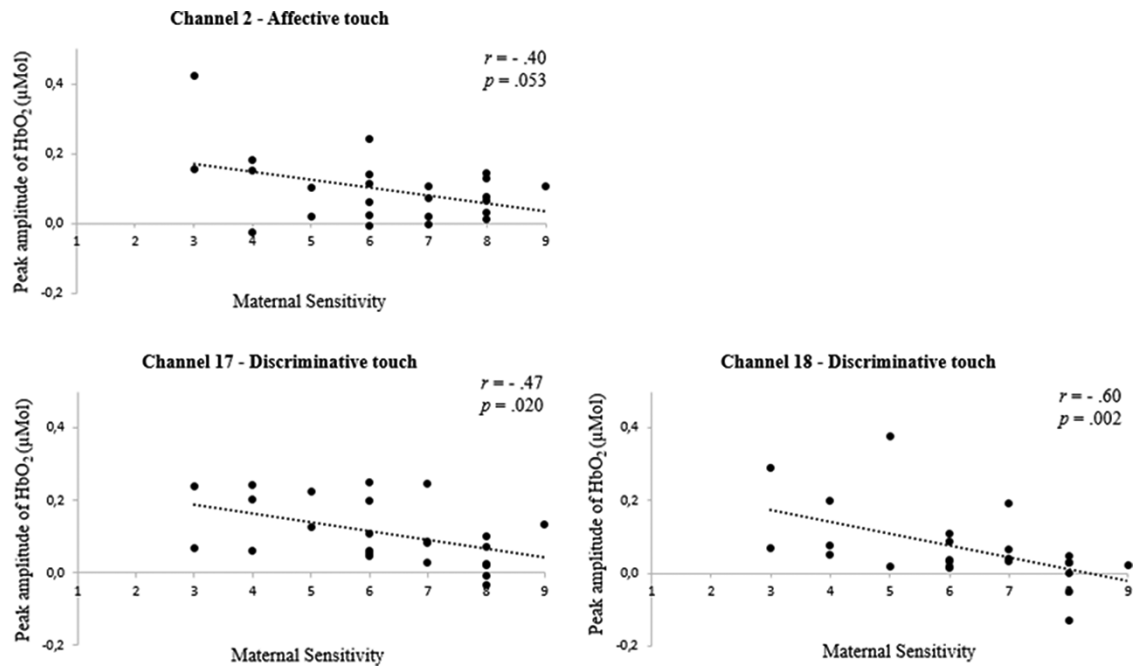 Channel 2 - Affective touch
r = - .40
p = .053
Peak amplitude of HbO₂ (µMol)
0,4
0,2
0,0
-0,2
1 2 3 4 5 6 7 8 9
Maternal Sensitivity
Channel 17 - Discriminative touch
r = - .47
p = .020
Peak amplitude of HbO₂ (µMol)
0,4
0,2
0,0
-0,2
1 2 3 4 5 6 7 8 9
Maternal Sensitivity
Channel 18 - Discriminative touch
r = - .60
p = .002
Peak amplitude of HbO₂ (µMol)
0,4
0,2
0,0
-0,2
1 2 3 4 5 6 7 8 9
Maternal Sensitivity